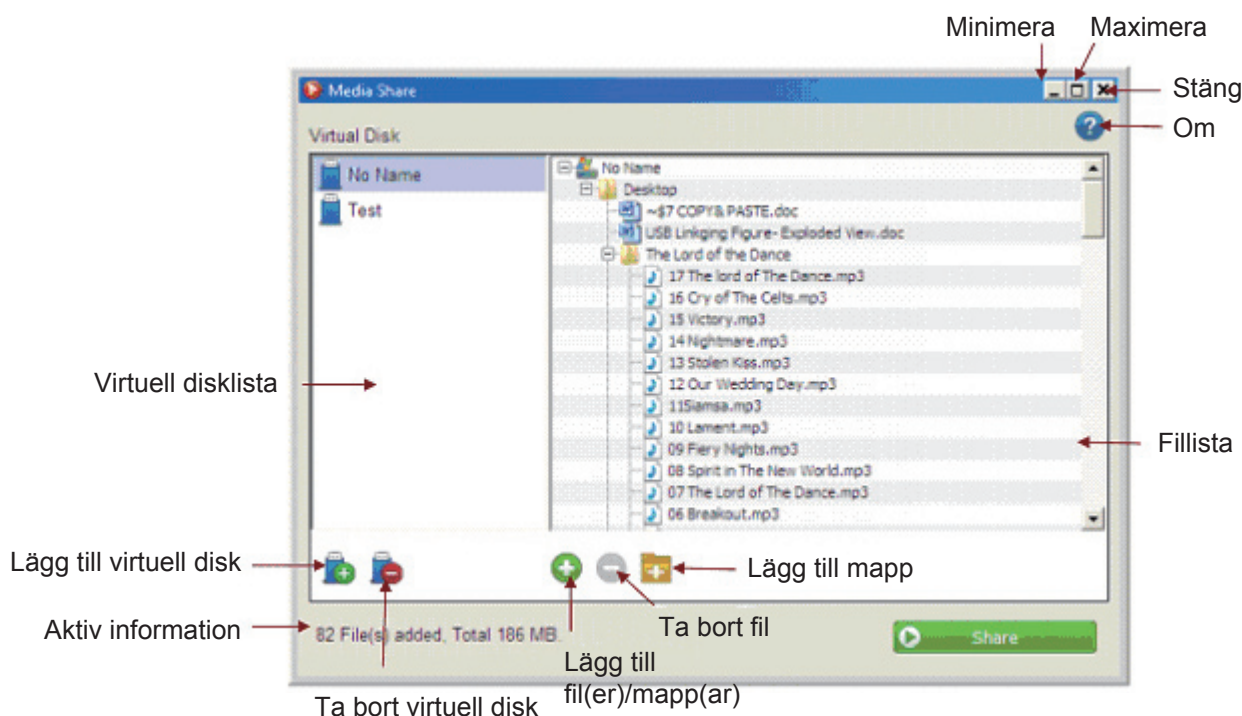 Minimera Maximera
Media Share
Stäng
Virtual Disk
Om
No Name
Test
No Name
Desktop
~$7 COPY& PASTE.doc
USB Linkging Figure- Exploded View.doc
The Lord of the Dance
17 The lord of The Dance.mp3
16 Cry of The Celts.mp3
15 Victory.mp3
14 Nightmare.mp3
13 Stolen Kiss.mp3
12 Our Wedding Day.mp3
11Siamsa.mp3
10 Lament.mp3
09 Fiery Nights.mp3
08 Spirit in The New World.mp3
07 The Lord of The Dance.mp3
06 Breakout.mp3
Virtuell disklista
Fillista
Lägg till virtuell disk
Lägg till mapp
Aktiv information
82 File(s) added, Total 186 MB.
Ta bort fil
Share
Lägg till
fil(er)/mapp(ar)
Ta bort virtuell disk